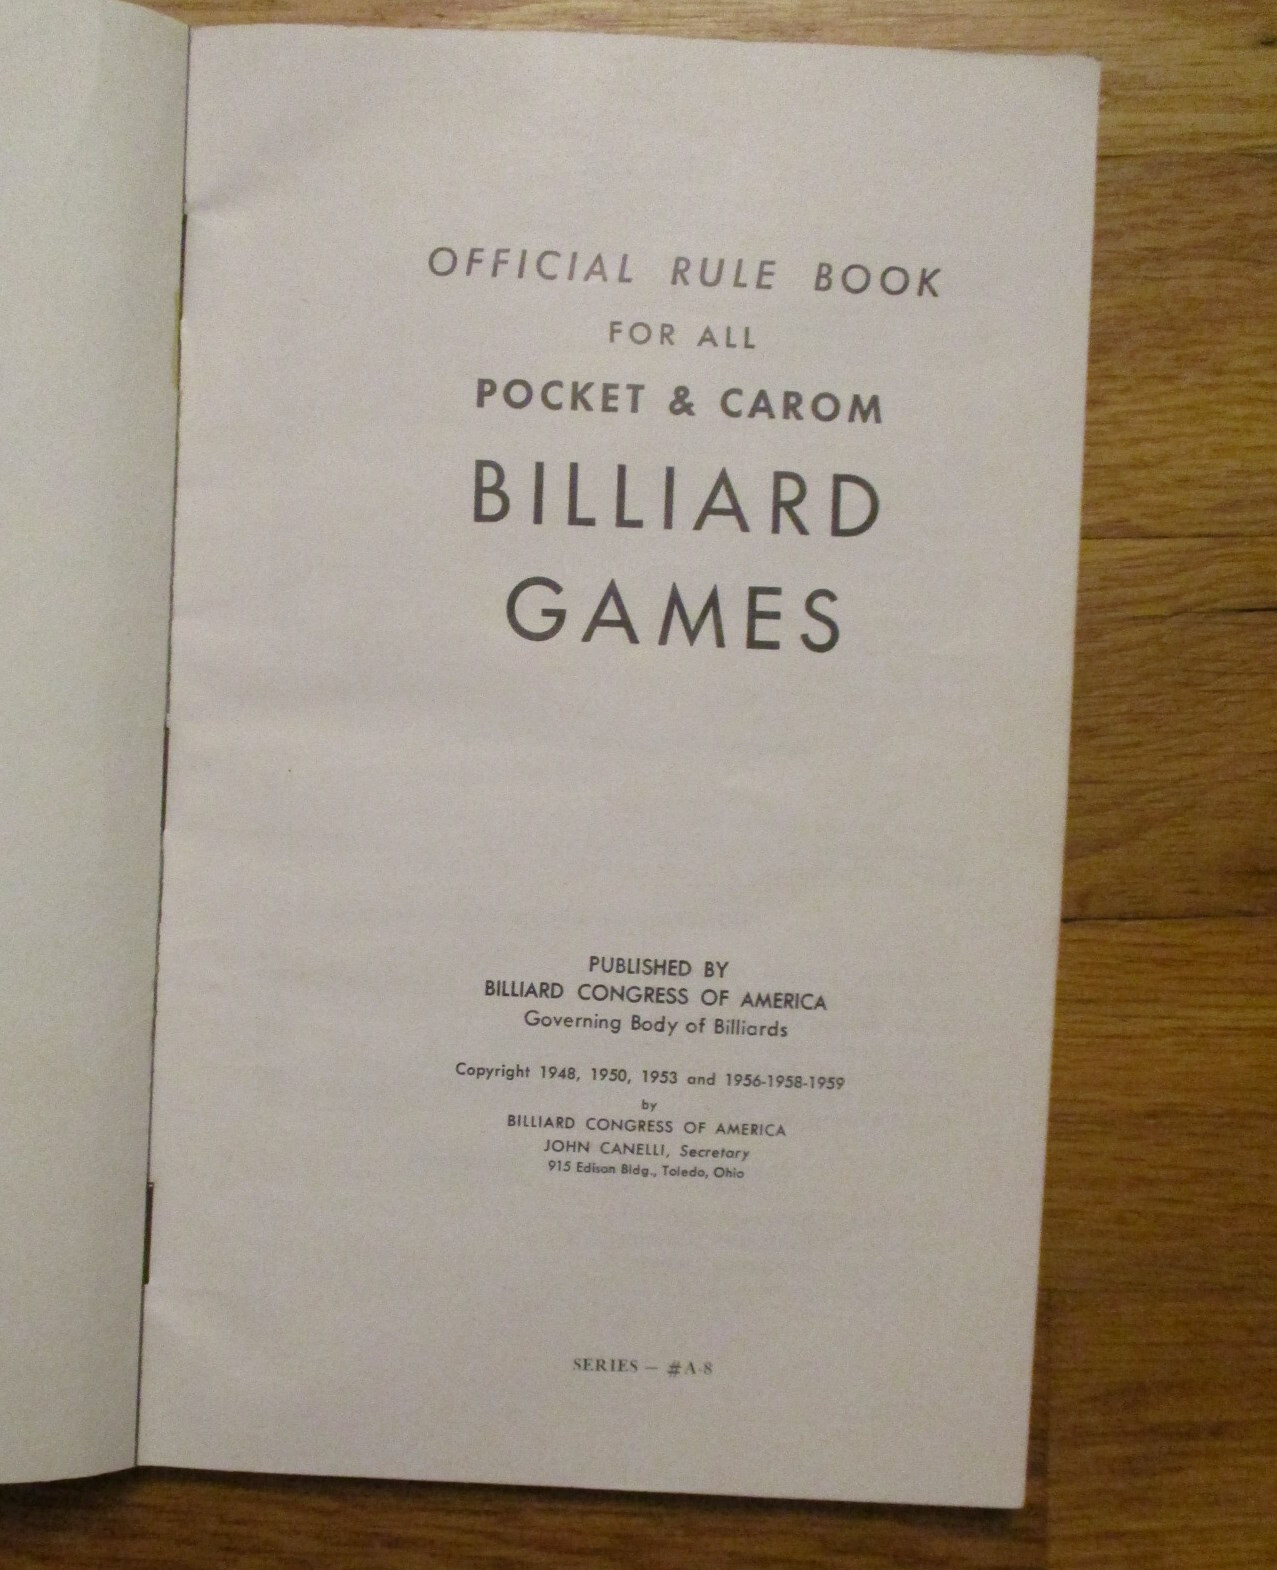 OFFICIAL RULE BOOK
FOR ALL
POCKET & CAROM
BILLIARD
GAMES
PUBLISHED BY
BILLIARD CONGRESS OF AMERICA
Governing Body of Billiards
Copyright 1948, 1950, 1953 and 1956-1958-1959
by
BILLIARD CONGRESS OF AMERICA
JOHN CANELLI, Secretary
915 Edison Bldg., Toledo, Ohio
SERIES — #A-8